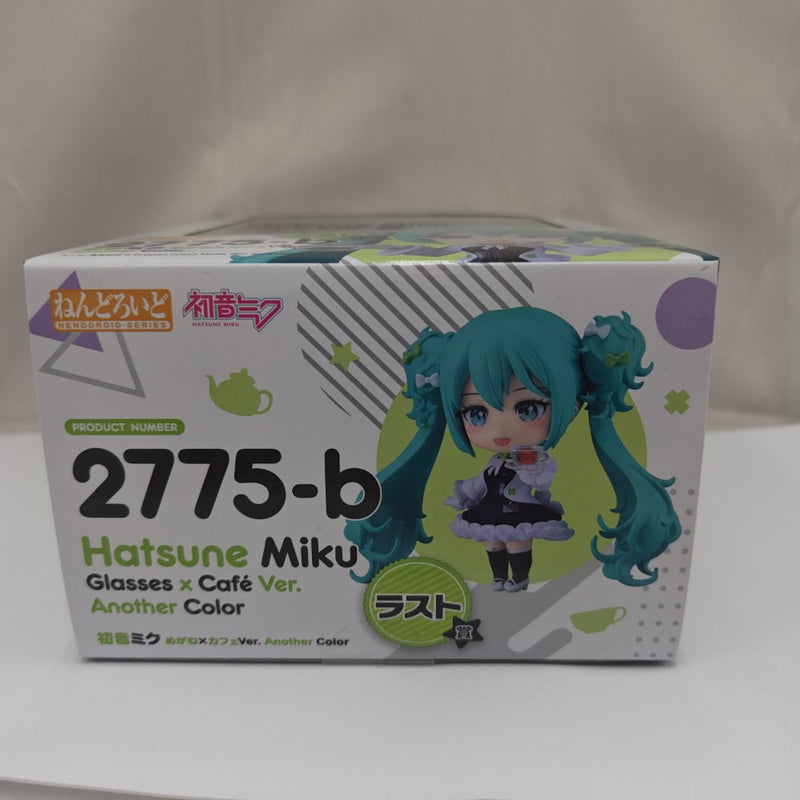 2775-b
ねんどろいど
NENDOROID-SERIES
初音ミク
HATSUNE MIKU
PRODUCT NUMBER
2775-b
Hatsune Miku
Glasses x Café Ver.
Another Color
初音ミク めがね×カフェVer. Another Color
ラスト
賞